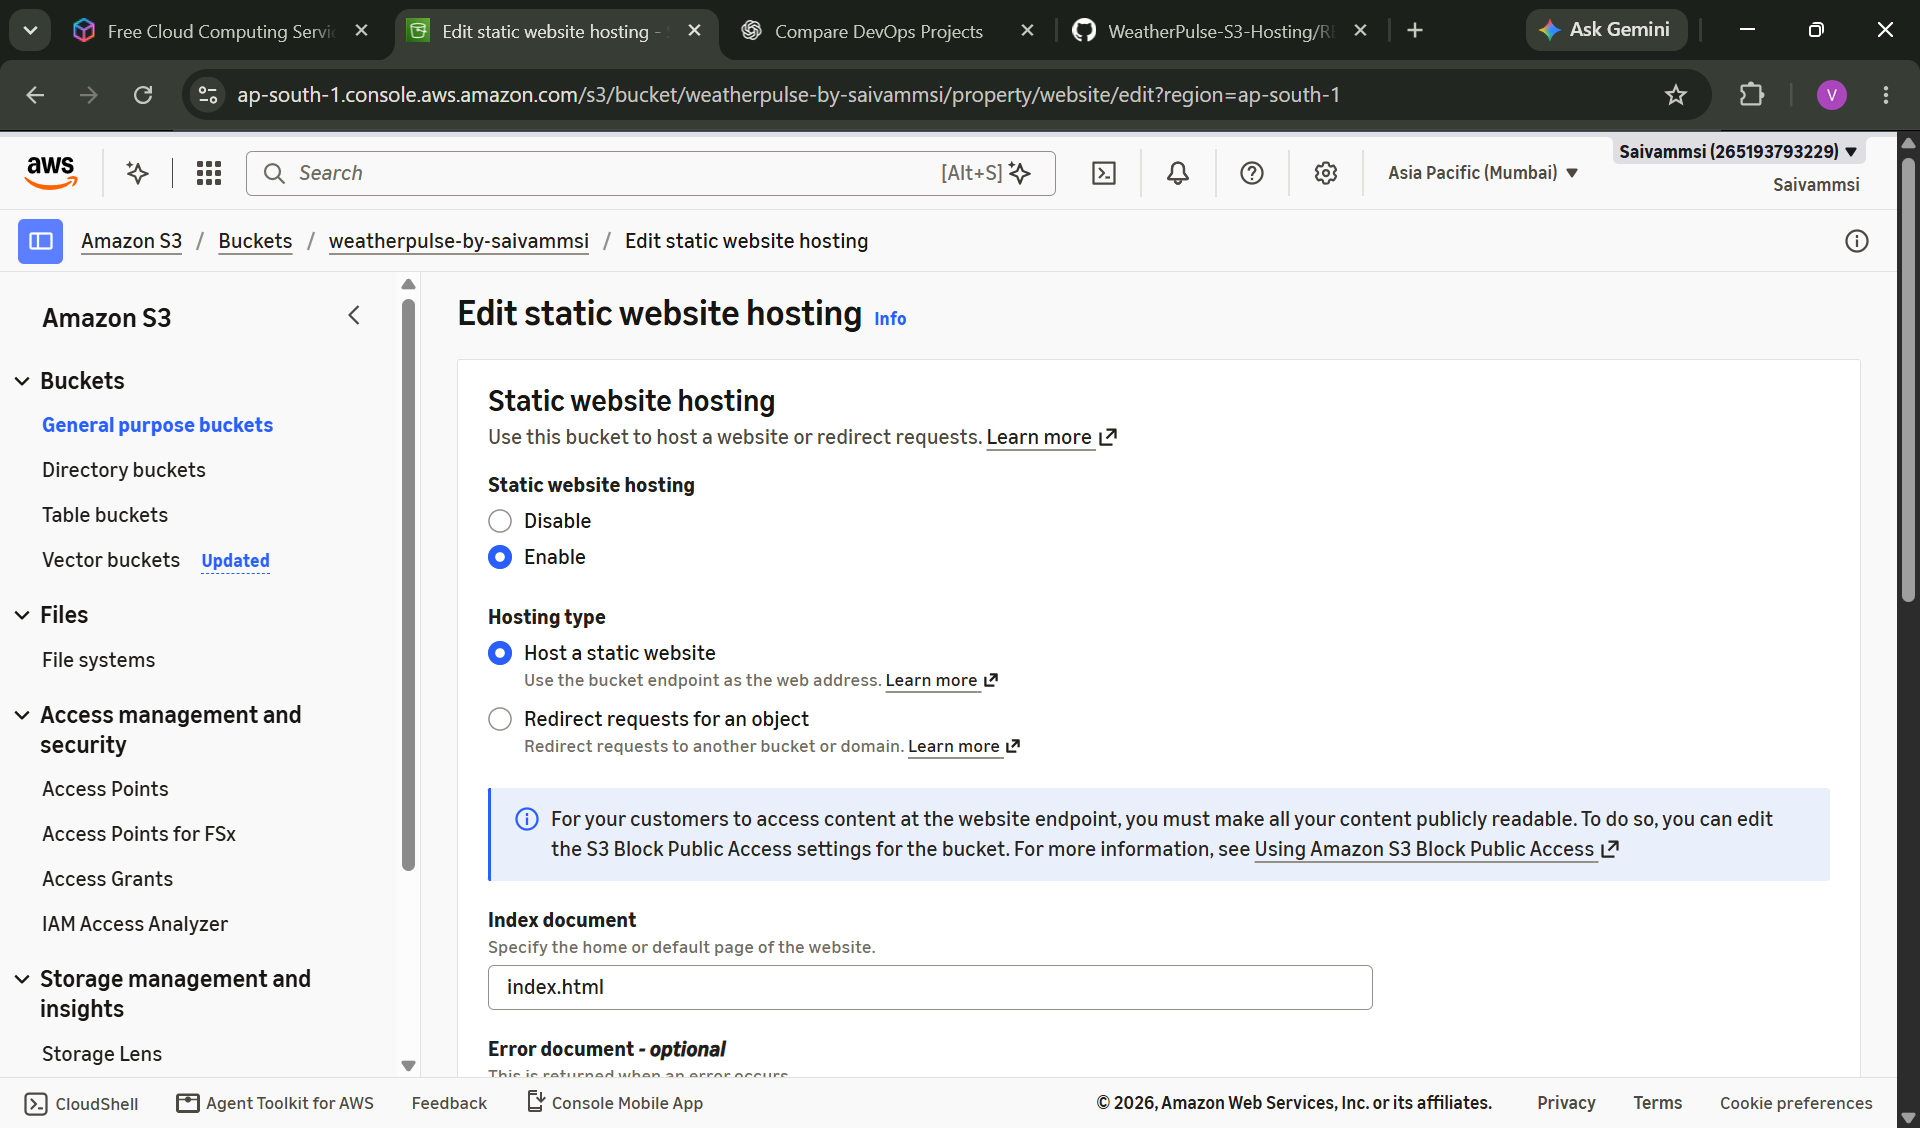 Free Cloud Computing Servi
Edit static website hosting -
Compare DevOps Projects
WeatherPulse-S3-Hosting/RE
Ask Gemini
ap-south-1.console.aws.amazon.com/s3/bucket/weatherpulse-by-saivammsi/property/website/edit?region=ap-south-1
V
aws
Search
[Alt+S]
Asia Pacific (Mumbai)
Saivammsi (265193793229)
Saivammsi
Amazon S3 / Buckets / weatherpulse-by-saivammsi / Edit static website hosting
Amazon S3
Buckets
General purpose buckets
Directory buckets
Table buckets
Vector buckets Updated
Files
File systems
Access management and
security
Access Points
Access Points for FSx
Access Grants
IAM Access Analyzer
Storage management and
insights
Storage Lens
Edit static website hosting Info
Static website hosting
Use this bucket to host a website or redirect requests. Learn more
Static website hosting
Disable
Enable
Hosting type
Host a static website
Use the bucket endpoint as the web address. Learn more
Redirect requests for an object
Redirect requests to another bucket or domain. Learn more
For your customers to access content at the website endpoint, you must make all your content publicly readable. To do so, you can edit
the S3 Block Public Access settings for the bucket. For more information, see Using Amazon S3 Block Public Access
Index document
Specify the home or default page of the website.
index.html
Error document - optional
This is returned when an error occurs.
CloudShell
Agent Toolkit for AWS
Feedback
Console Mobile App
© 2026, Amazon Web Services, Inc. or its affiliates.
Privacy
Terms
Cookie preferences